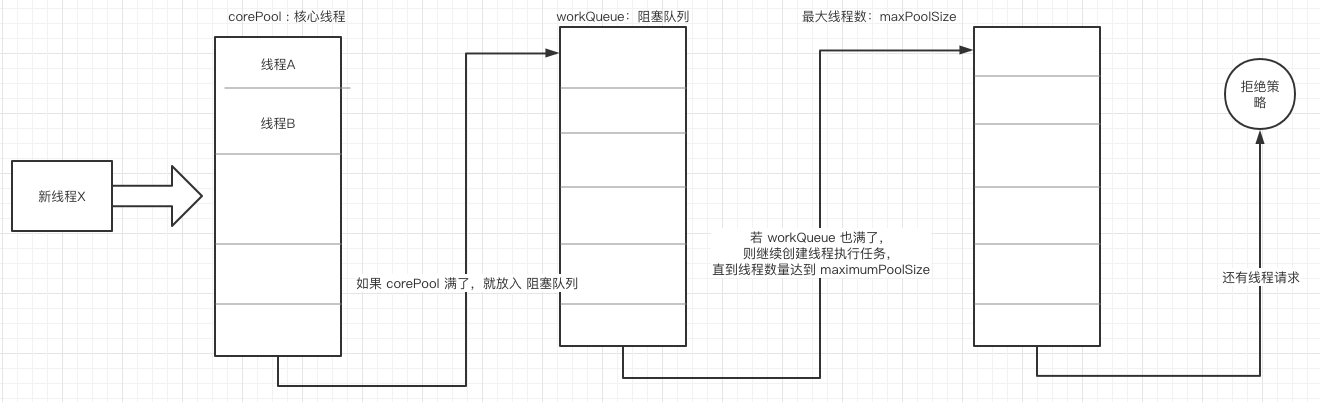 corePool : 核心线程
workQueue：阻塞队列
最大线程数：maxPoolSize
线程A
线程B
新线程X
如果 corePool 满了，就放入 阻塞队列
若 workQueue 也满了，
则继续创建线程执行任务，
直到线程数量达到 maximumPoolSize
拒绝策
略
还有线程请求